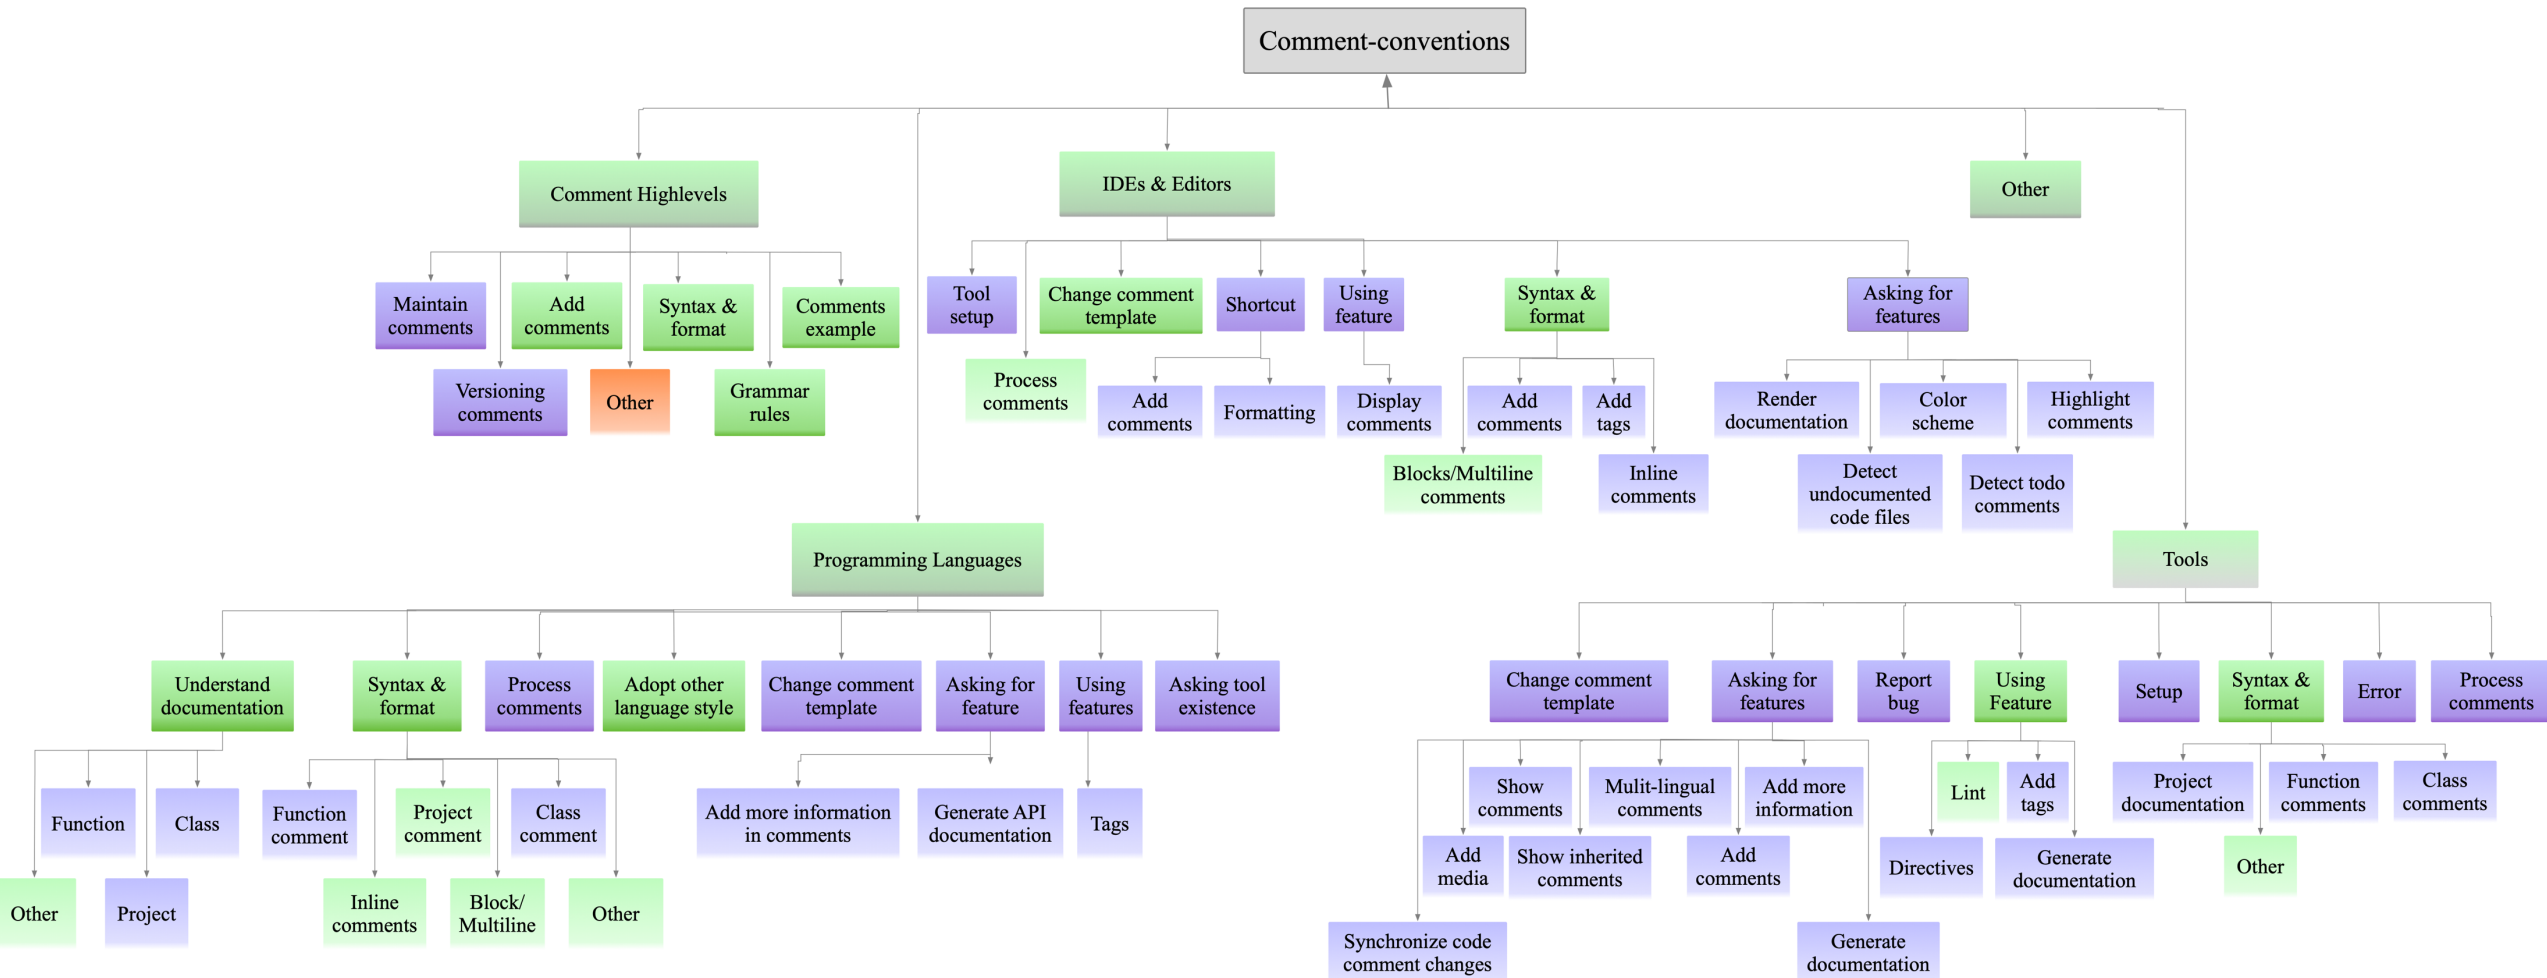 Comment-conventions
Comment Highlevels
IDEs & Editors
Other
Maintain
comments
Add
comments
Syntax &
format
Comments
example
Versioning
comments
Other
Grammar
rules
Tool
setup
Change comment
template
Shortcut
Using
feature
Syntax &
format
Asking for
features
Process
comments
Add
comments
Formatting
Display
comments
Add
comments
Add
tags
Render
documentation
Color
scheme
Highlight
comments
Blocks/Multiline
comments
Inline
comments
Detect
undocumented
code files
Detect todo
comments
Programming Languages
Tools
Understand
documentation
Syntax &
format
Process
comments
Adopt other
language style
Change comment
template
Asking for
feature
Using
features
Asking tool
existence
Function
Class
Function
comment
Project
comment
Class
comment
Add more information
in comments
Generate API
documentation
Tags
Other
Project
Inline
comments
Block/
Multiline
Other
Change comment
template
Asking for
features
Report
bug
Using
Feature
Setup
Syntax &
format
Error
Process
comments
Show
comments
Mulit-lingual
comments
Add more
information
Lint
Add
tags
Project
documentation
Function
comments
Class
comments
Add
media
Show inherited
comments
Add
comments
Directives
Generate
documentation
Other
Synchronize code
comment changes
Generate
documentation